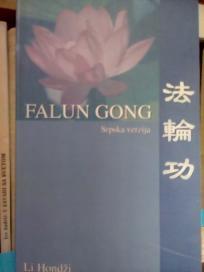 FALUN GONG
Srpska verzija
法輪功
Li Hondži